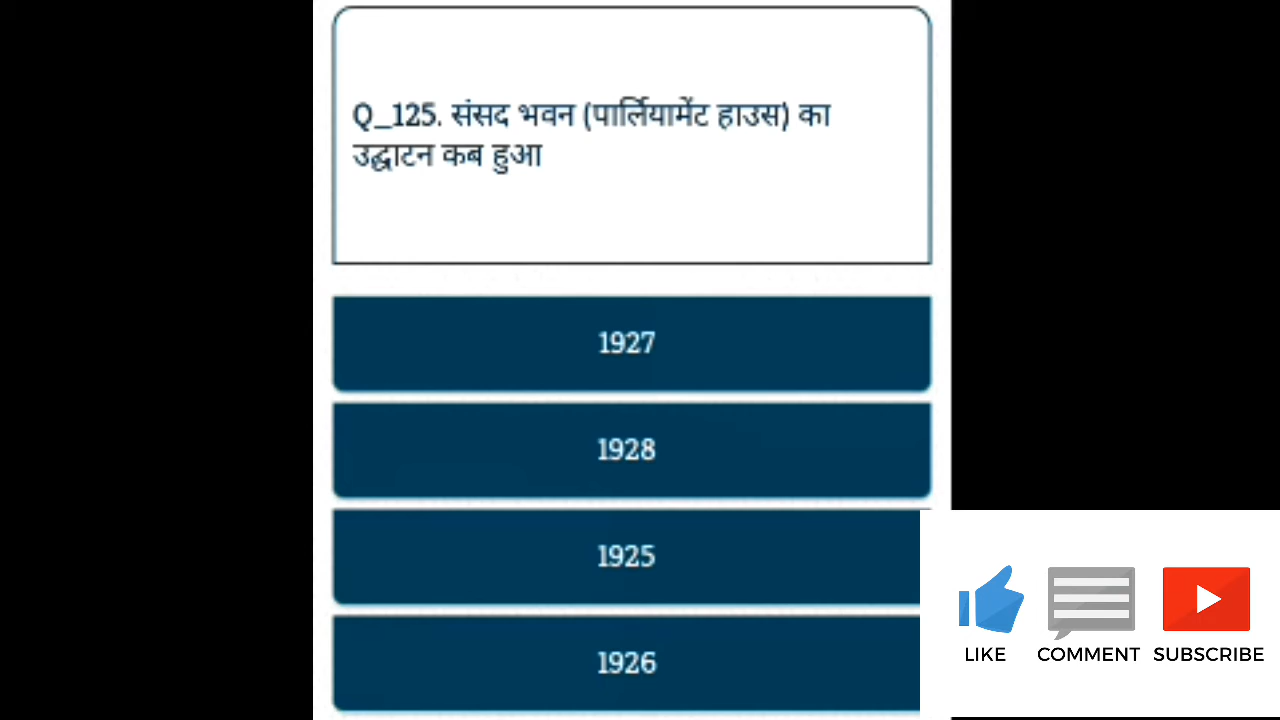 Q_125. संसद भवन (पार्लियामेंट हाउस) का
उद्घाटन कब हुआ
1927
1928
1925
1926
LIKE COMMENT SUBSCRIBE